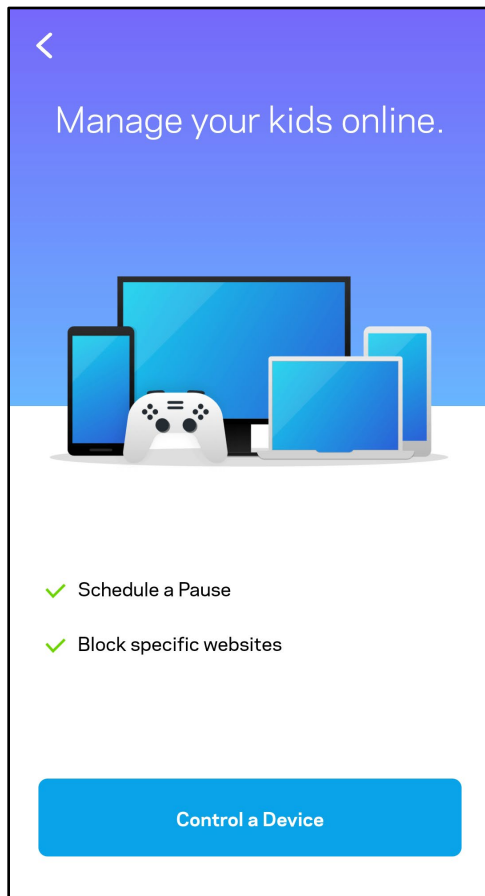 Manage your kids online.
Schedule a Pause
Block specific websites
Control a Device